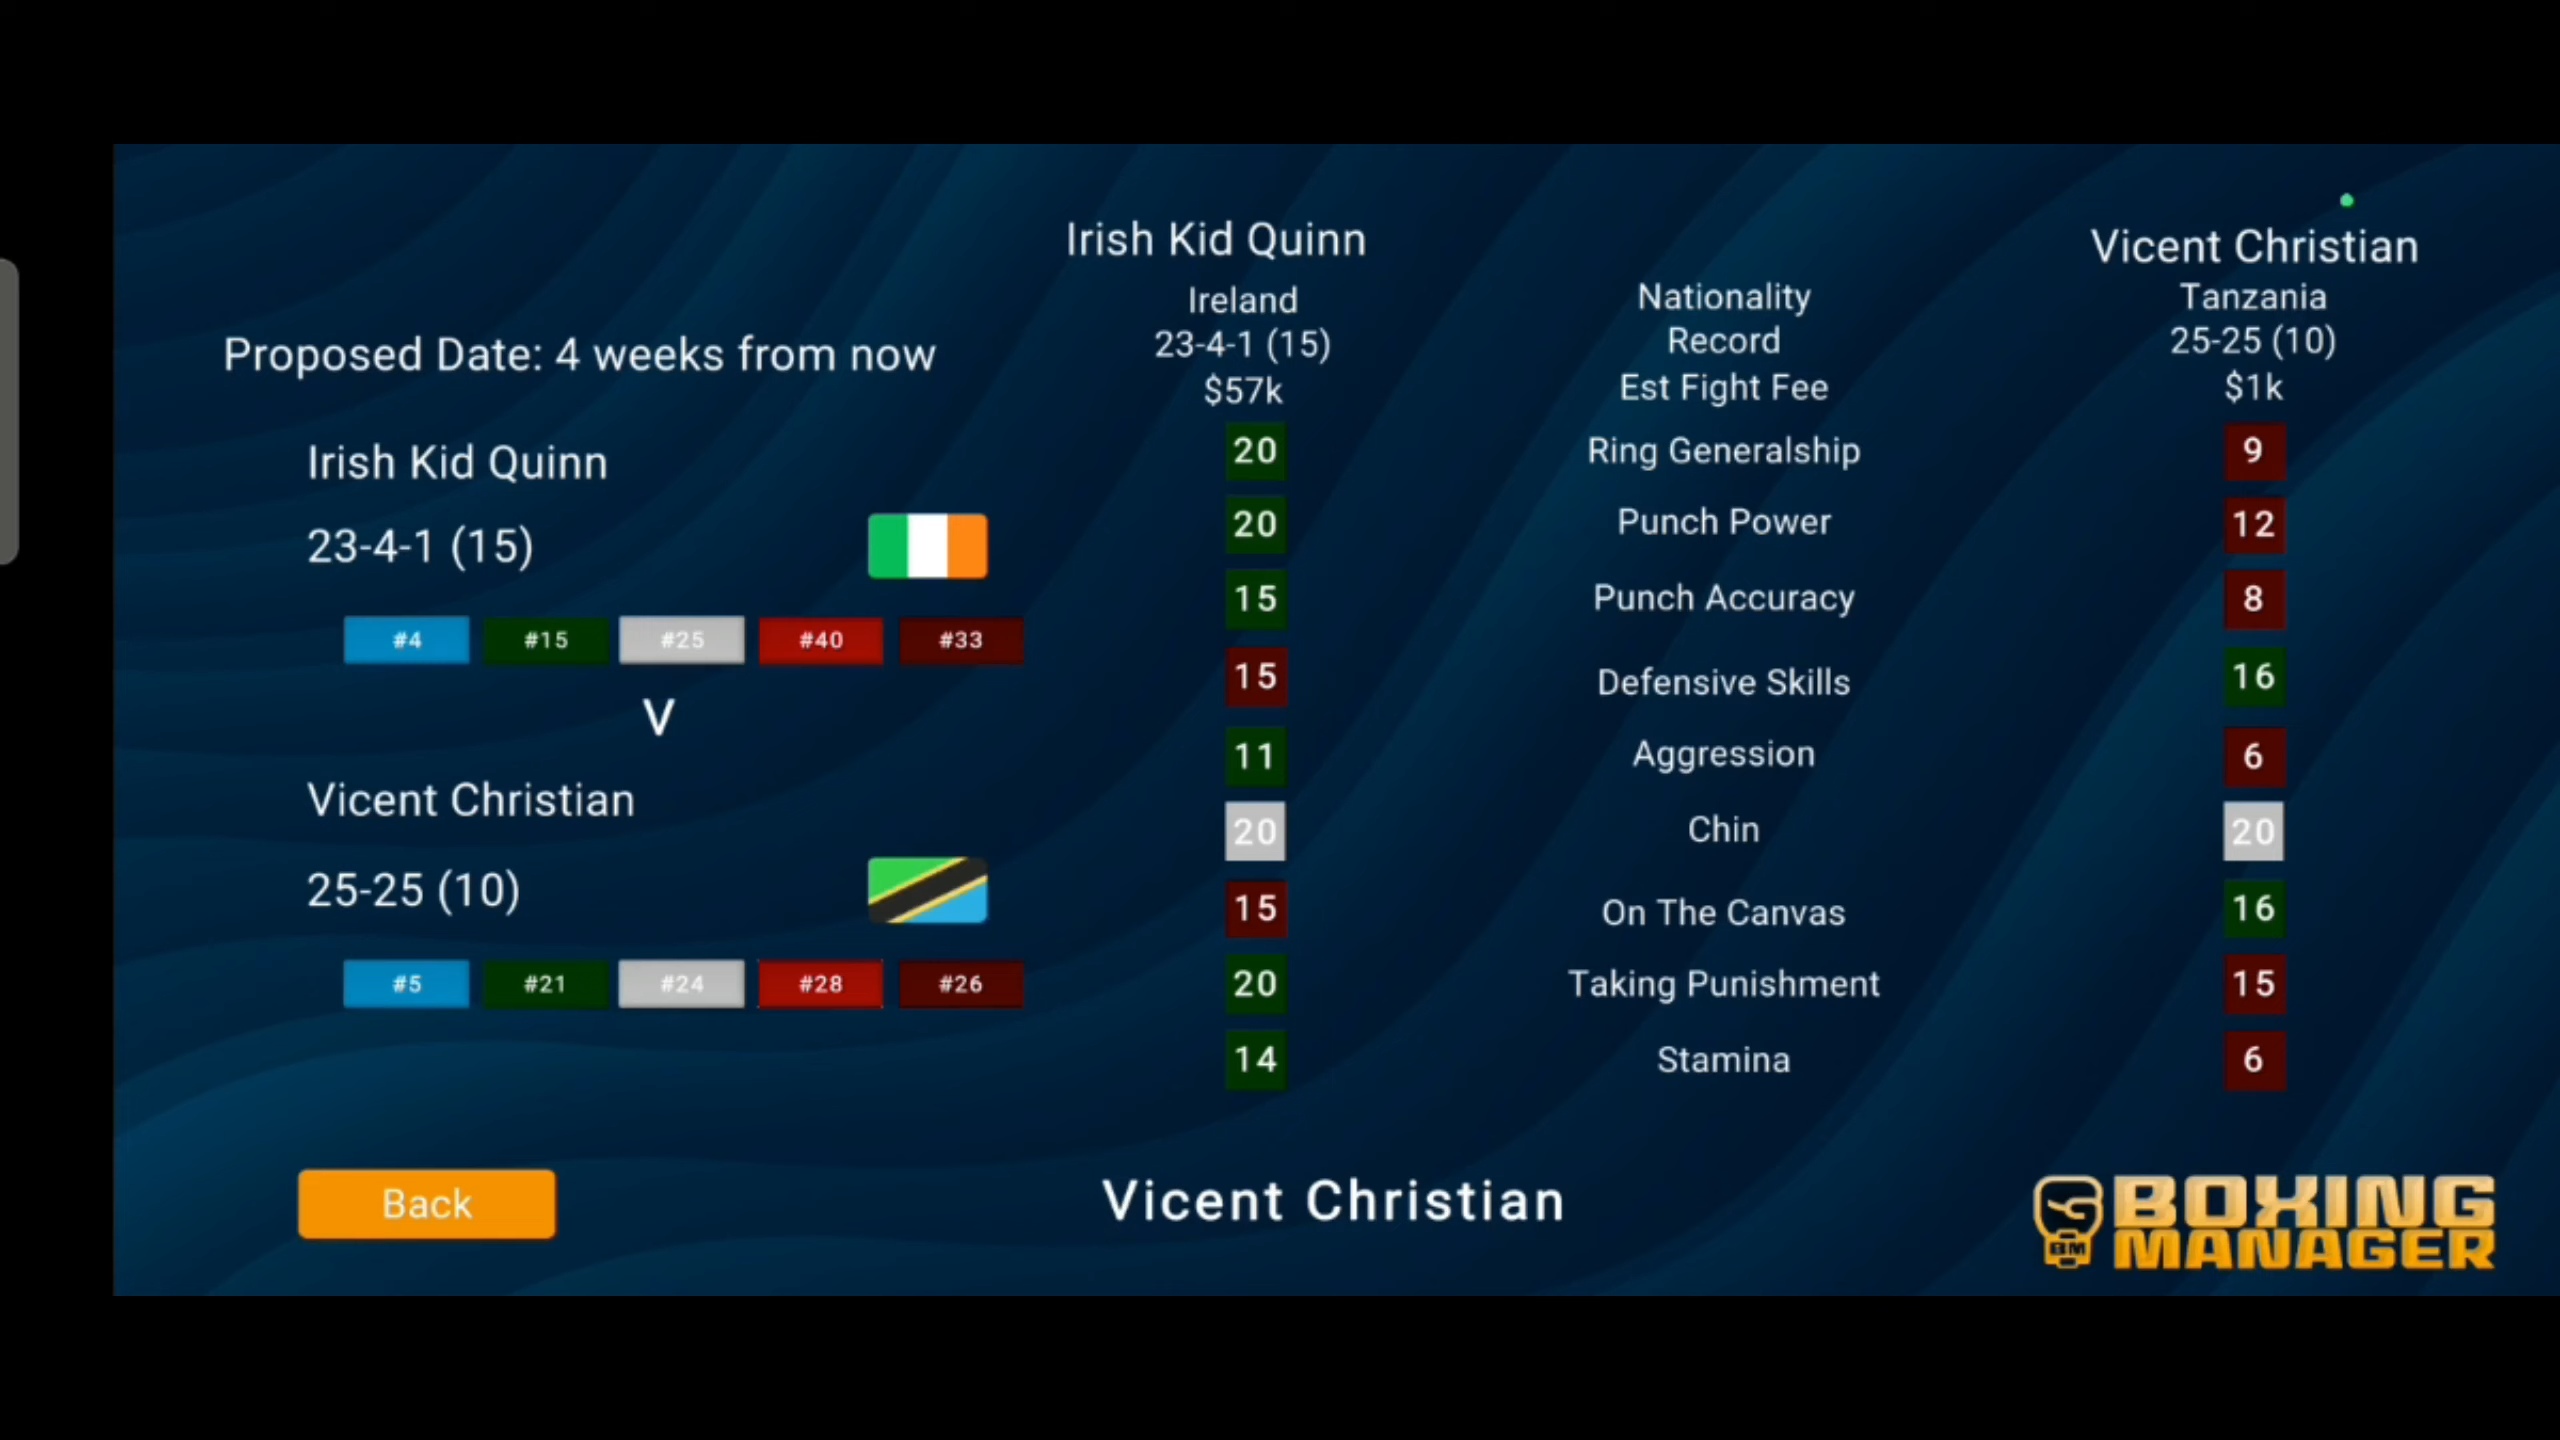 Proposed Date: 4 weeks from now
Irish Kid Quinn
23-4-1 (15)
#4 #15 #25 #40 #33
V
Vicent Christian
25-25 (10)
#5 #21 #24 #28 #26
Irish Kid Quinn Vicent Christian
Ireland Nationality Tanzania
23-4-1 (15) Record 25-25 (10)
$57k Est Fight Fee $1k
20 Ring Generalship 9
20 Punch Power 12
15 Punch Accuracy 8
15 Defensive Skills 16
11 Aggression 6
20 Chin 20
15 On The Canvas 16
20 Taking Punishment 15
14 Stamina 6
Back
Vicent Christian
BM
BOXING
MANAGER